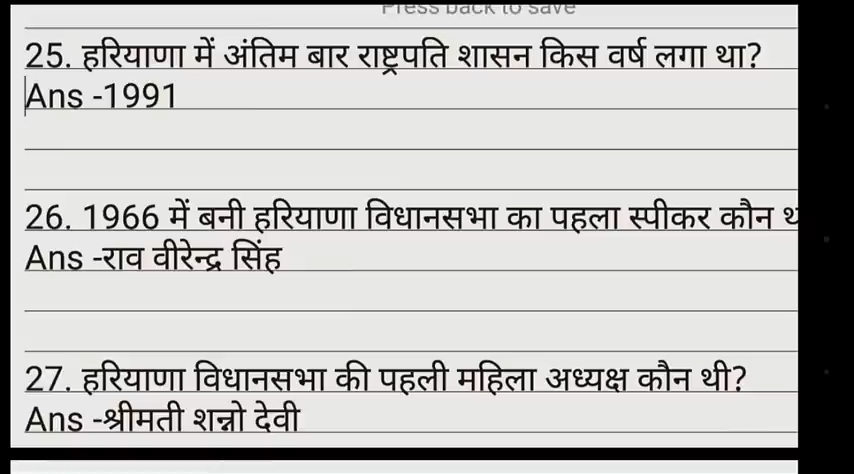 Press back to save
25. हरियाणा में अंतिम बार राष्ट्रपति शासन किस वर्ष लगा था?
Ans -1991
26. 1966 में बनी हरियाणा विधानसभा का पहला स्पीकर कौन
Ans -राव वीरेन्द्र सिंह
27. हरियाणा विधानसभा की पहली महिला अध्यक्ष कौन थी?
Ans -श्रीमती शन्नो देवी